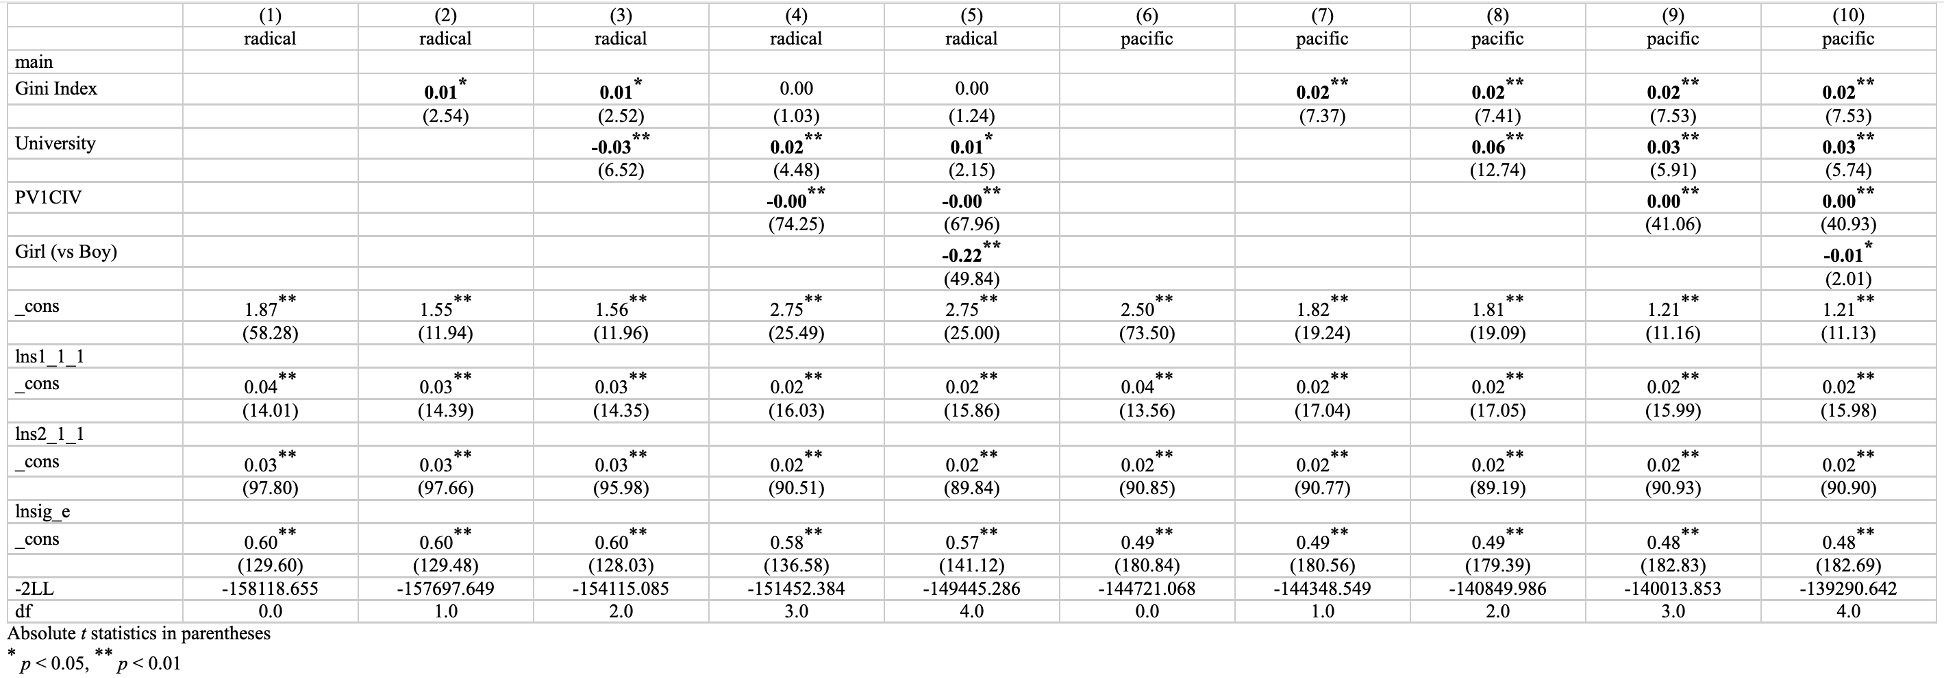 (1) (2) (3) (4) (5) (6) (7) (8) (9) (10)
radical radical radical radical radical pacific pacific pacific pacific pacific
main
Gini Index 0.01* 0.01* 0.00 0.00 0.02** 0.02** 0.02** 0.02**
(2.54) (2.52) (1.03) (1.24) (7.37) (7.41) (7.53) (7.53)
University -0.03** 0.02** 0.01* 0.06** 0.03** 0.03**
(6.52) (4.48) (2.15) (12.74) (5.91) (5.74)
PV1CIV -0.00** -0.00** 0.00** 0.00**
(74.25) (67.96) (41.06) (40.93)
Girl (vs Boy) -0.22** -0.01*
(49.84) (2.01)
_cons 1.87** 1.55** 1.56** 2.75** 2.75** 2.50** 1.82** 1.81** 1.21** 1.21**
(58.28) (11.94) (11.96) (25.49) (25.00) (73.50) (19.24) (19.09) (11.16) (11.13)
lns1_1_1
_cons 0.04** 0.03** 0.03** 0.02** 0.02** 0.04** 0.02** 0.02** 0.02** 0.02**
(14.01) (14.39) (14.35) (16.03) (15.86) (13.56) (17.04) (17.05) (15.99) (15.98)
lns2_1_1
_cons 0.03** 0.03** 0.03** 0.02** 0.02** 0.02** 0.02** 0.02** 0.02** 0.02**
(97.80) (97.66) (95.98) (90.51) (89.84) (90.85) (90.77) (89.19) (90.93) (90.90)
lnsig_e
_cons 0.60** 0.60** 0.60** 0.58** 0.57** 0.49** 0.49** 0.49** 0.48** 0.48**
(129.60) (129.48) (128.03) (136.58) (141.12) (180.84) (180.56) (179.39) (182.83) (182.69)
-2LL -158118.655 -157697.649 -154115.085 -151452.384 -149445.286 -144721.068 -144348.549 -140849.986 -140013.853 -139290.642
df 0.0 1.0 2.0 3.0 4.0 0.0 1.0 2.0 3.0 4.0
Absolute t statistics in parentheses
* p < 0.05, ** p < 0.01